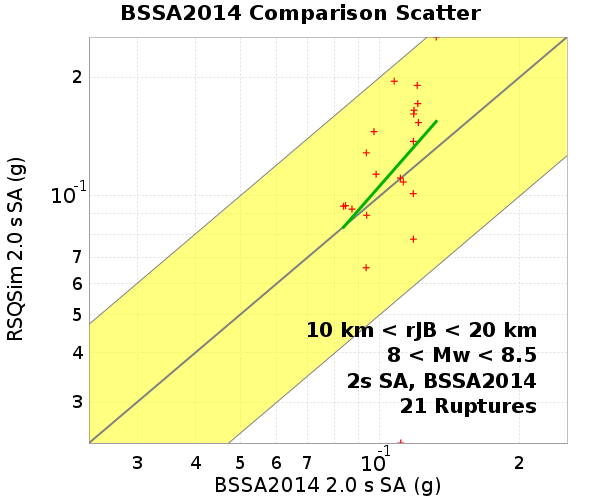 BSSA2014 Comparison Scatter
RSQSim 2.0 s SA (g)
2
10-1
7
6
5
4
3
10 km < rJB < 20 km
8 < Mw < 8.5
2s SA, BSSA2014
21 Ruptures
3 4 5 6 7 10-1 2
BSSA2014 2.0 s SA (g)